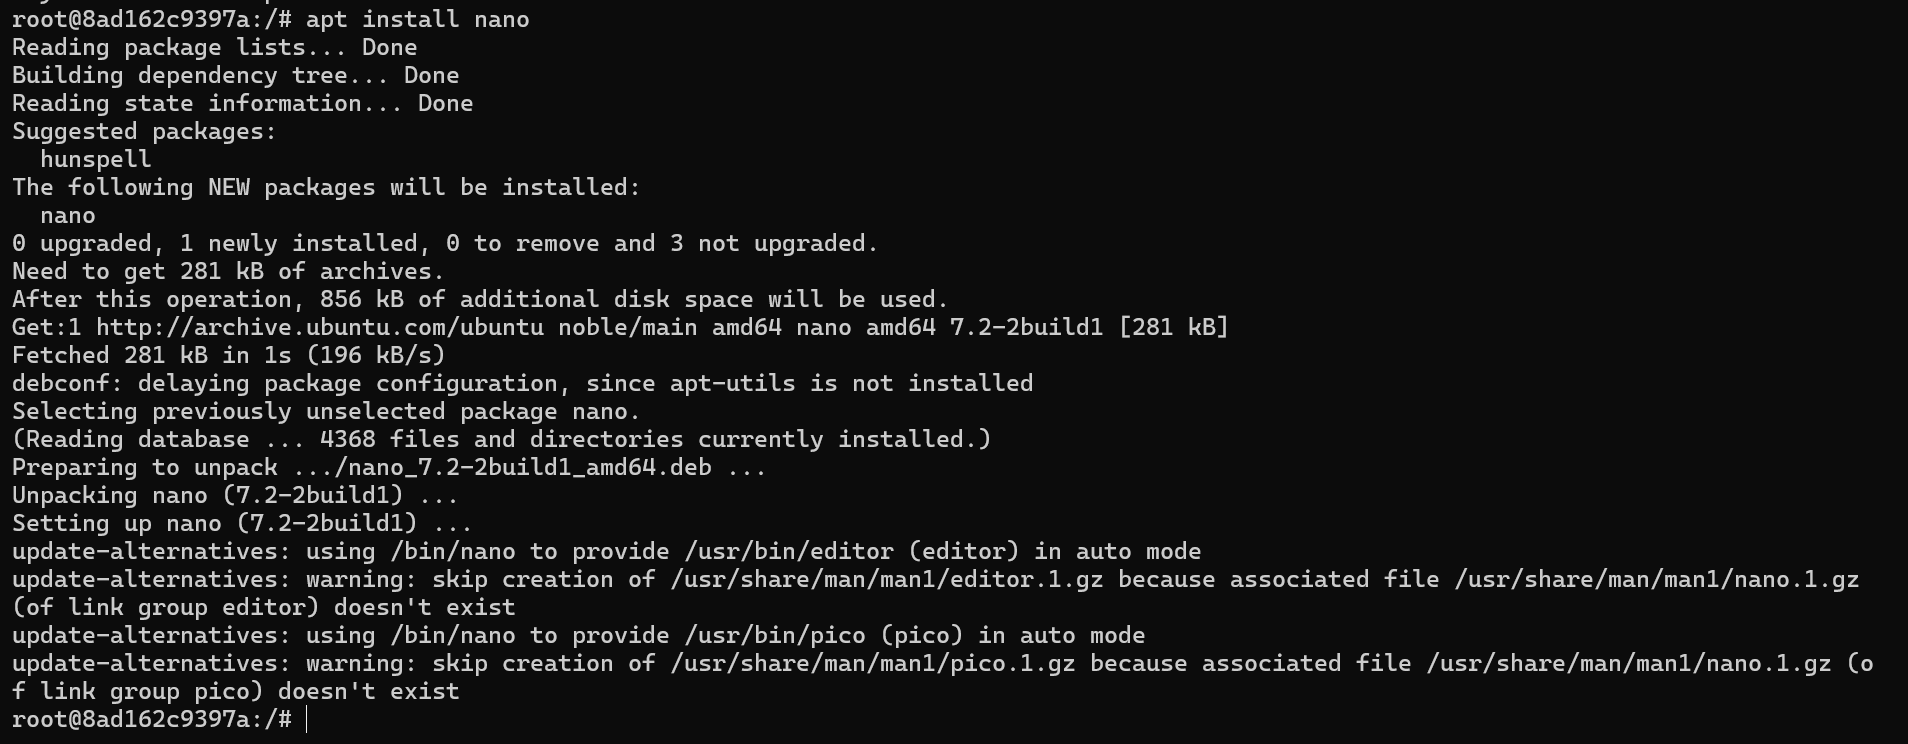 root@8ad162c9397a:/# apt install nano
Reading package lists... Done
Building dependency tree... Done
Reading state information... Done
Suggested packages:
  hunspell
The following NEW packages will be installed:
  nano
0 upgraded, 1 newly installed, 0 to remove and 3 not upgraded.
Need to get 281 kB of archives.
After this operation, 856 kB of additional disk space will be used.
Get:1 http://archive.ubuntu.com/ubuntu noble/main amd64 nano amd64 7.2-2build1 [281 kB]
Fetched 281 kB in 1s (196 kB/s)
debconf: delaying package configuration, since apt-utils is not installed
Selecting previously unselected package nano.
(Reading database ... 4368 files and directories currently installed.)
Preparing to unpack .../nano_7.2-2build1_amd64.deb ...
Unpacking nano (7.2-2build1) ...
Setting up nano (7.2-2build1) ...
update-alternatives: using /bin/nano to provide /usr/bin/editor (editor) in auto mode
update-alternatives: warning: skip creation of /usr/share/man/man1/editor.1.gz because associated file /usr/share/man/man1/nano.1.gz
(of link group editor) doesn't exist
update-alternatives: using /bin/nano to provide /usr/bin/pico (pico) in auto mode
update-alternatives: warning: skip creation of /usr/share/man/man1/pico.1.gz because associated file /usr/share/man/man1/nano.1.gz (o
f link group pico) doesn't exist
root@8ad162c9397a:/#